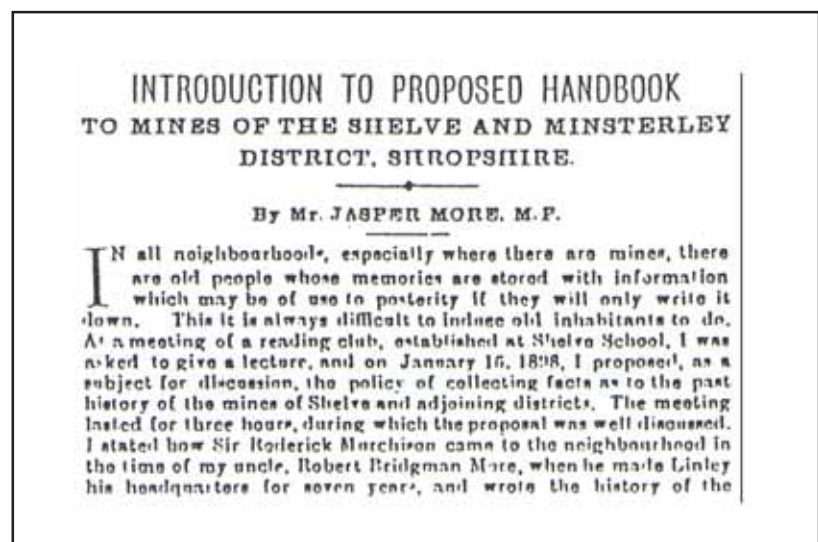 INTRODUCTION TO PROPOSED HANDBOOK
TO MINES OF THE SHELVE AND MINSTERLEY
DISTRICT, SHROPSHIRE.
By Mr. JASPER MORE, M.P.
IN all neighbourhoods, especially where there are mines, there
are old people whose memories are stored with information
which may be of use to posterity if they will only write it
down. This it is always difficult to induce old inhabitants to do.
At a meeting of a reading club, established at Shelve School, I was
asked to give a lecture, and on January 15, 1898, I proposed, as a
subject for discussion, the policy of collecting facts as to the past
history of the mines of Shelve and adjoining districts. The meeting
lasted for three hours, during which the proposal was well discussed.
I stated how Sir Roderick Murchison came to the neighbourhood in
the time of my uncle, Robert Bridgman More, when he made Linley
his headquarters for seven years, and wrote the history of the